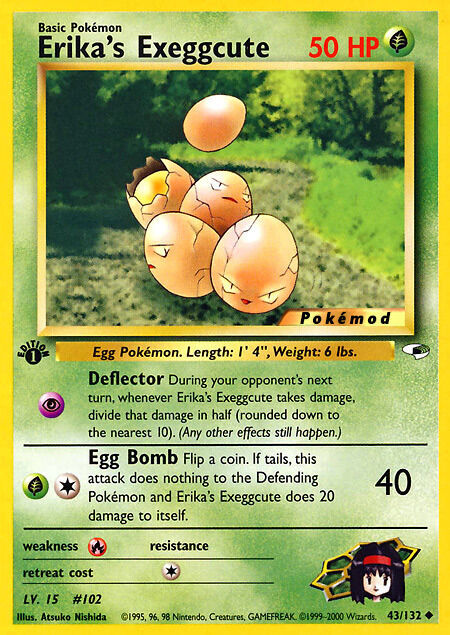 Basic Pokémon
Erika's Exeggcute 50 HP
Pokémod
EDITION
1
Egg Pokémon. Length: 1' 4", Weight: 6 lbs.
Deflector During your opponent's next
turn, whenever Erika's Exeggcute takes damage,
divide that damage in half (rounded down to
the nearest 10). (Any other effects still happen.)
Egg Bomb Flip a coin. If tails, this
attack does nothing to the Defending
Pokémon and Erika's Exeggcute does 20
damage to itself.
40
weakness resistance
retreat cost
LV. 15 #102
Illus. Atsuko Nishida ©1995, 96, 98 Nintendo, Creatures, GAMEFREAK. ©1999-2000 Wizards. 43/132